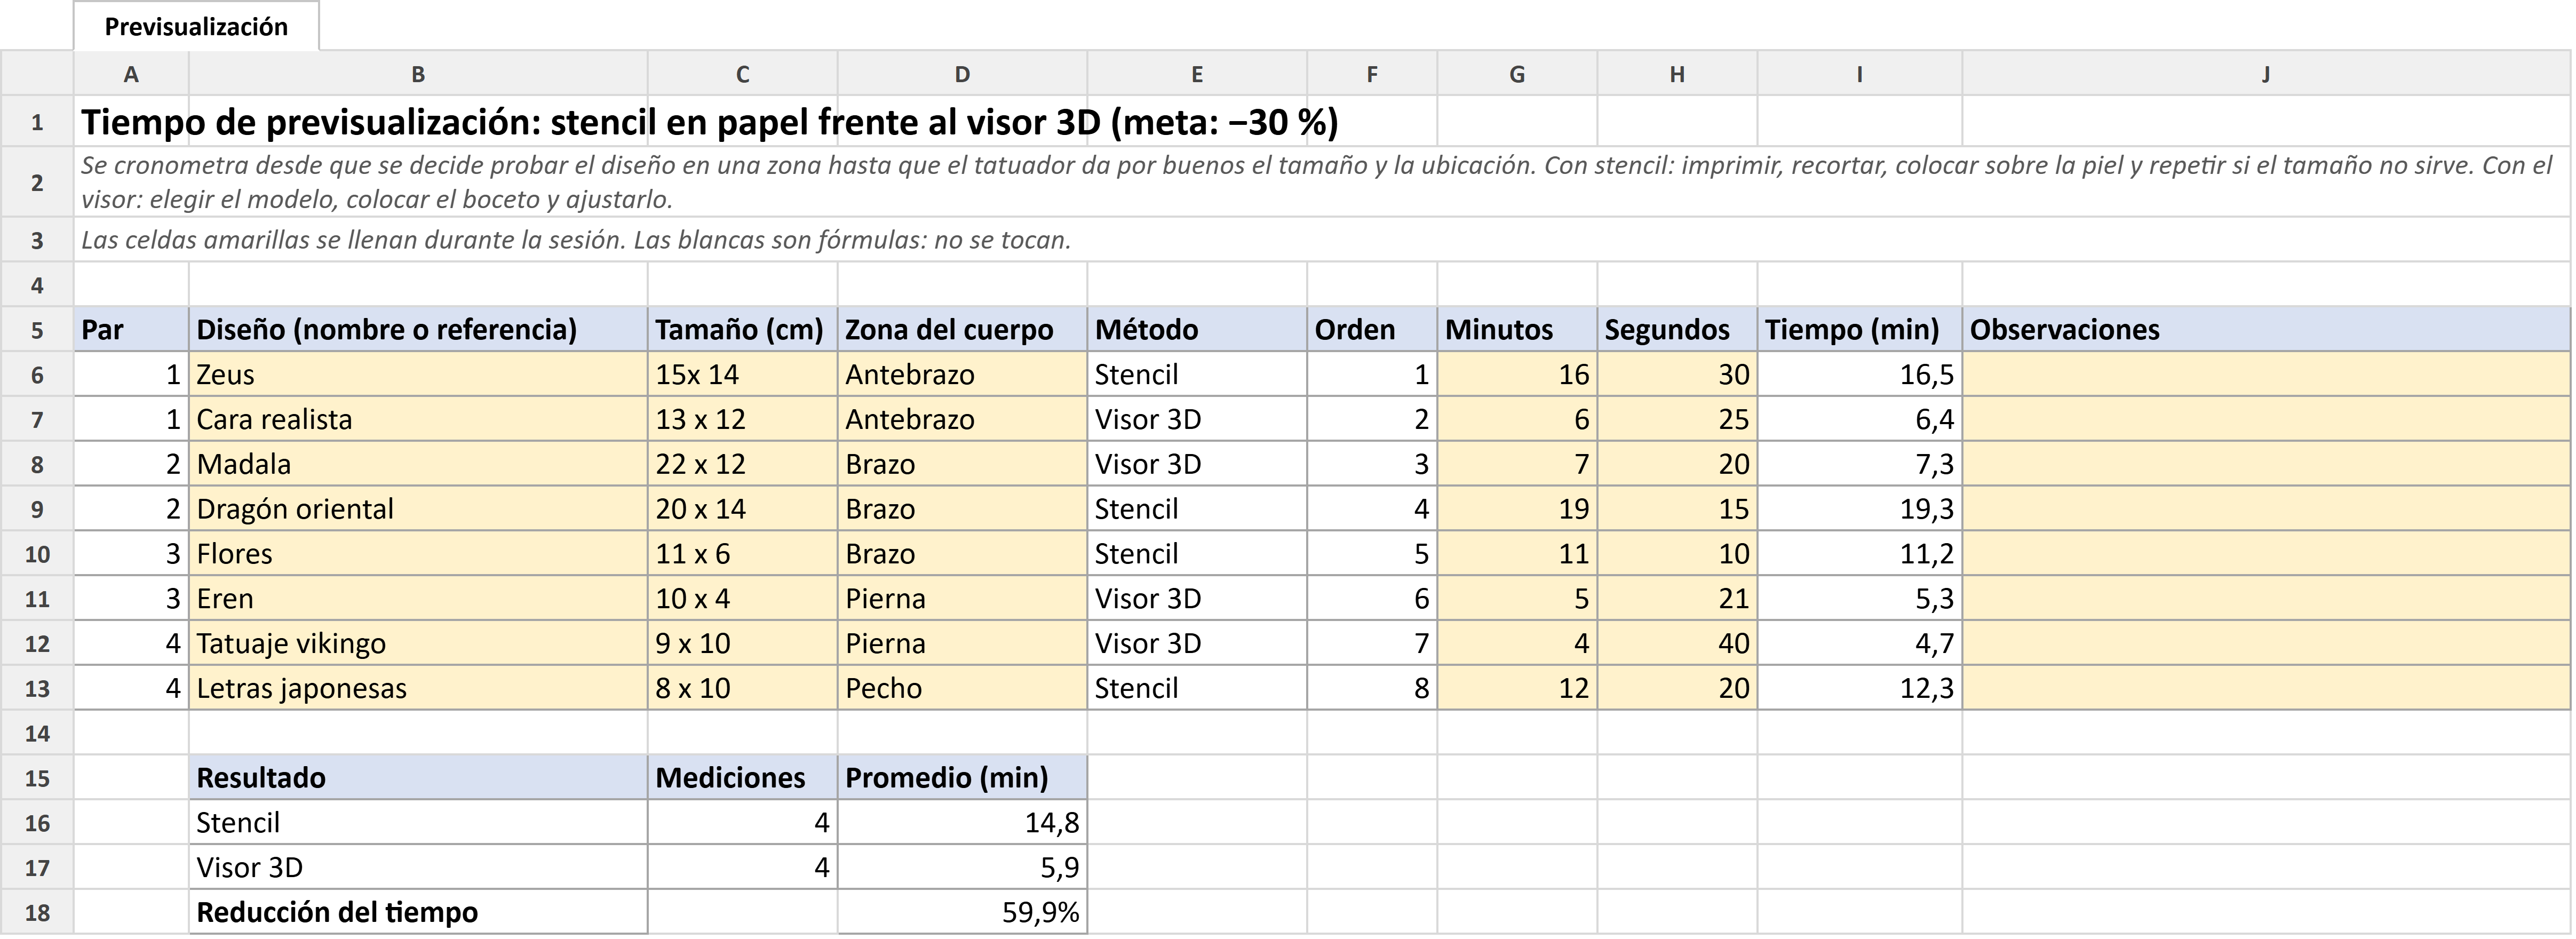 Previsualización
A B C D E F G H I J
1 Tiempo de previsualización: stencil en papel frente al visor 3D (meta: −30 %)
2 Se cronometra desde que se decide probar el diseño en una zona hasta que el tatuador da por buenos el tamaño y la ubicación. Con stencil: imprimir, recortar, colocar sobre la piel y repetir si el tamaño no sirve. Con el
visor: elegir el modelo, colocar el boceto y ajustarlo.
3 Las celdas amarillas se llenan durante la sesión. Las blancas son fórmulas: no se tocan.
4
5 Par Diseño (nombre o referencia) Tamaño (cm) Zona del cuerpo Método Orden Minutos Segundos Tiempo (min) Observaciones
6 1 Zeus 15x 14 Antebrazo Stencil 1 16 30 16,5
7 1 Cara realista 13 x 12 Antebrazo Visor 3D 2 6 25 6,4
8 2 Madala 22 x 12 Brazo Visor 3D 3 7 20 7,3
9 2 Dragón oriental 20 x 14 Brazo Stencil 4 19 15 19,3
10 3 Flores 11 x 6 Brazo Stencil 5 11 10 11,2
11 3 Eren 10 x 4 Pierna Visor 3D 6 5 21 5,3
12 4 Tatuaje vikingo 9 x 10 Pierna Visor 3D 7 4 40 4,7
13 4 Letras japonesas 8 x 10 Pecho Stencil 8 12 20 12,3
14
15 Resultado Mediciones Promedio (min)
16 Stencil 4 14,8
17 Visor 3D 4 5,9
18 Reducción del tiempo 59,9%